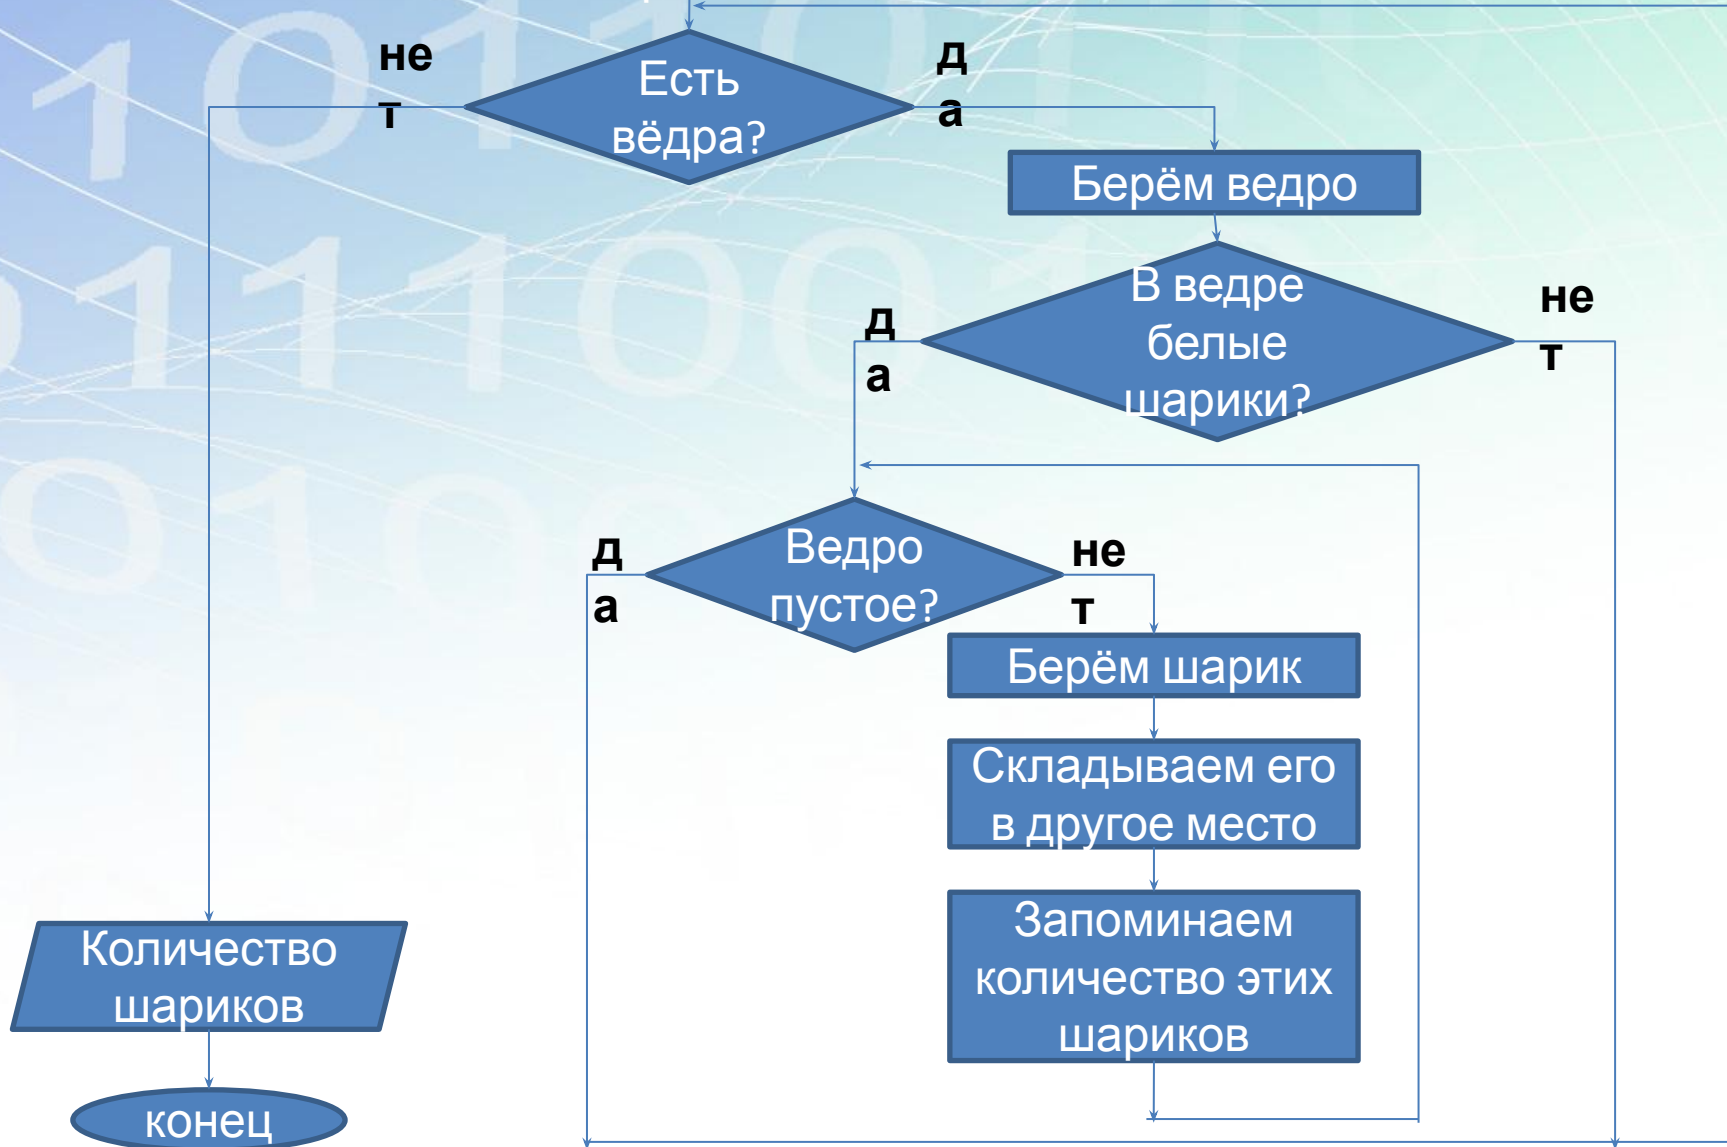 не
т
Есть
вёдра?
д
а
Берём ведро
В ведре
белые
шарики?
д
а
не
т
Ведро
пустое?
д
а
не
т
Берём шарик
Складываем его
в другое место
Запоминаем
количество этих
шариков
Количество
шариков
конец